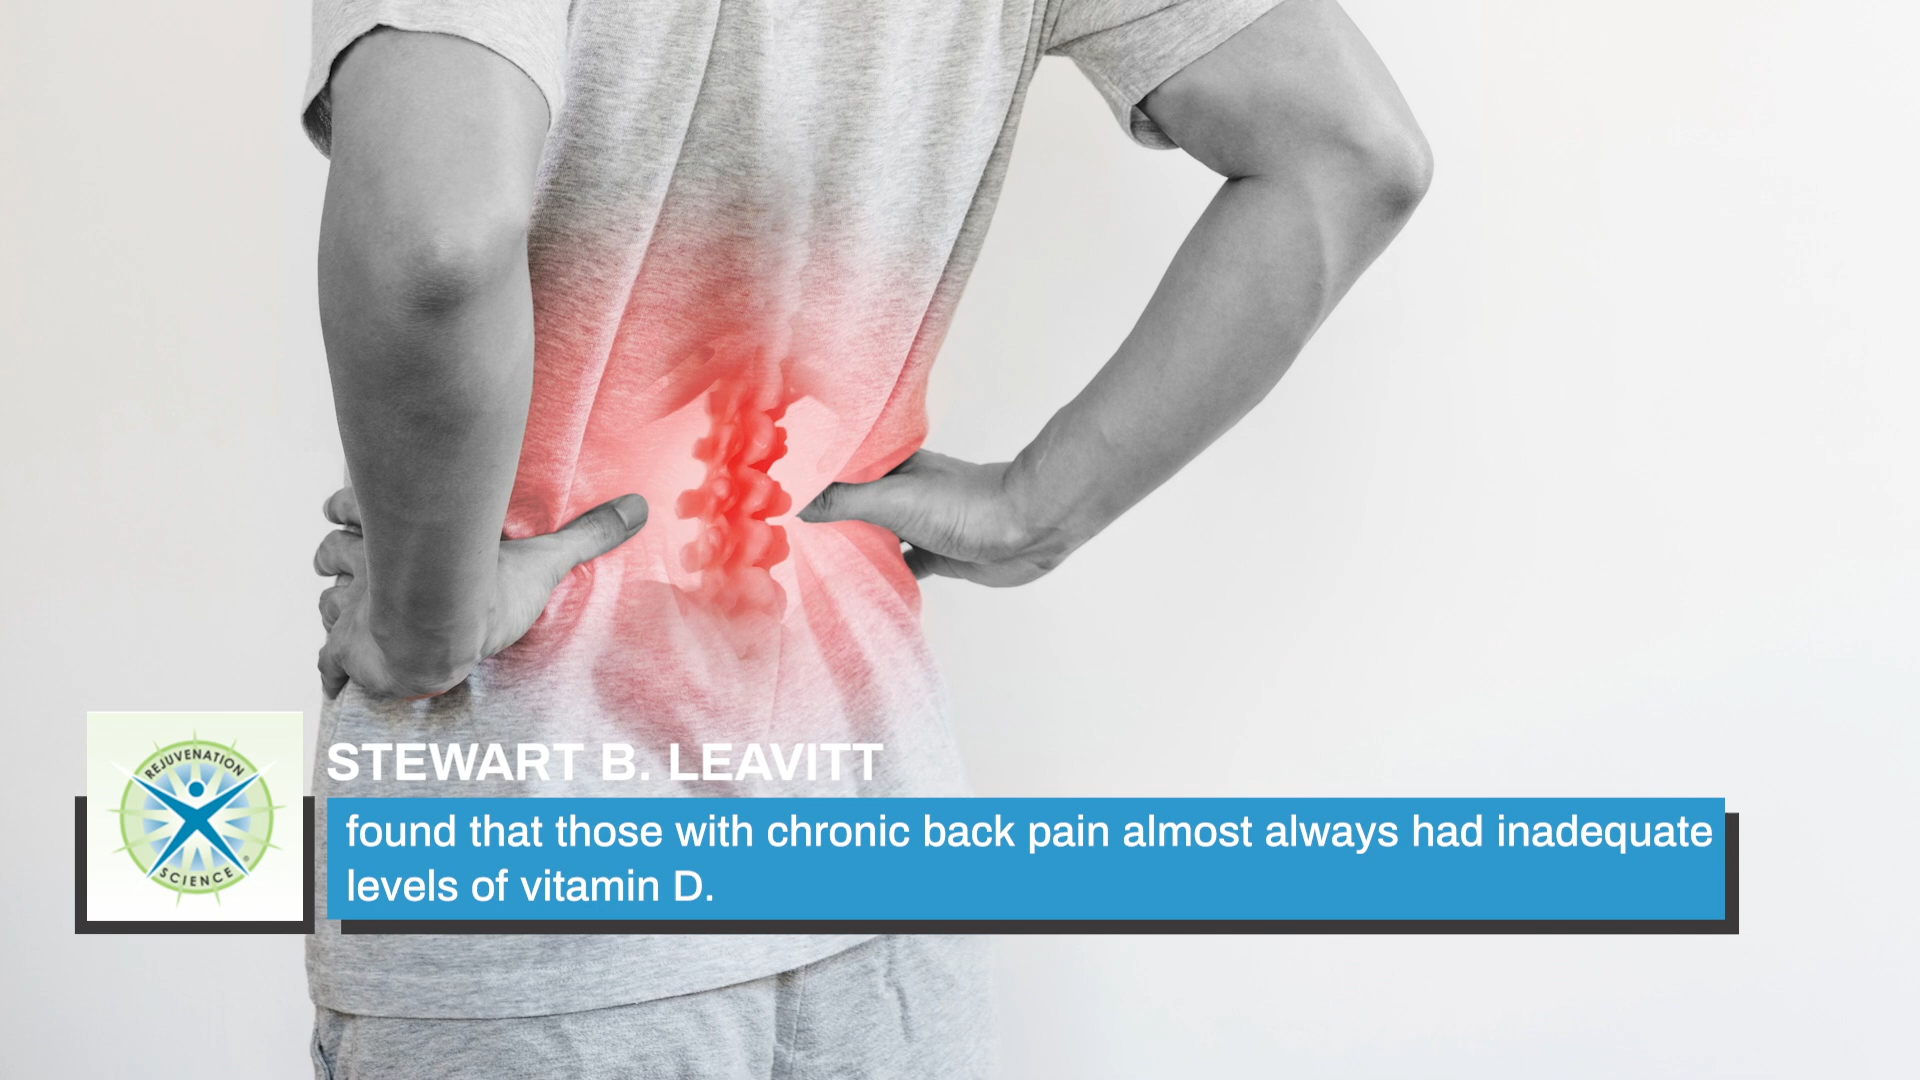 STEWART B. LEAVITT
found that those with chronic back pain almost always had inadequate
levels of vitamin D.
REJUVENATION
SCIENCE
®